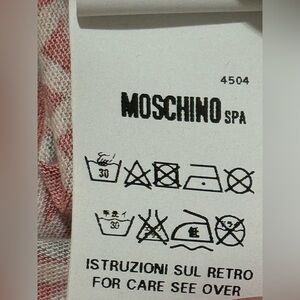 4504
MOSCHINO SPA
30
30
ISTRUZIONI SUL RETRO
FOR CARE SEE OVER